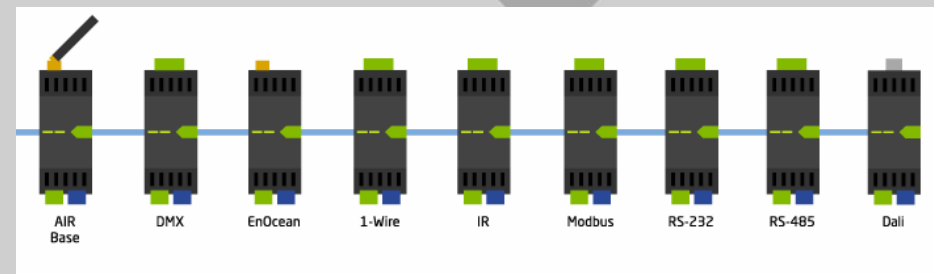 AIR
Base
DMX
EnOcean
1-Wire
IR
Modbus
RS-232
RS-485
Dali